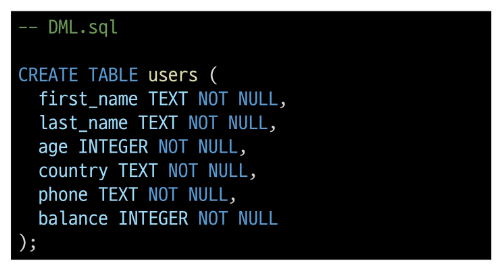 -- DML.sql
CREATE TABLE users (
first_name TEXT NOT NULL,
last_name TEXT NOT NULL,
age INTEGER NOT NULL,
country TEXT NOT NULL,
phone TEXT NOT NULL,
balance INTEGER NOT NULL
);